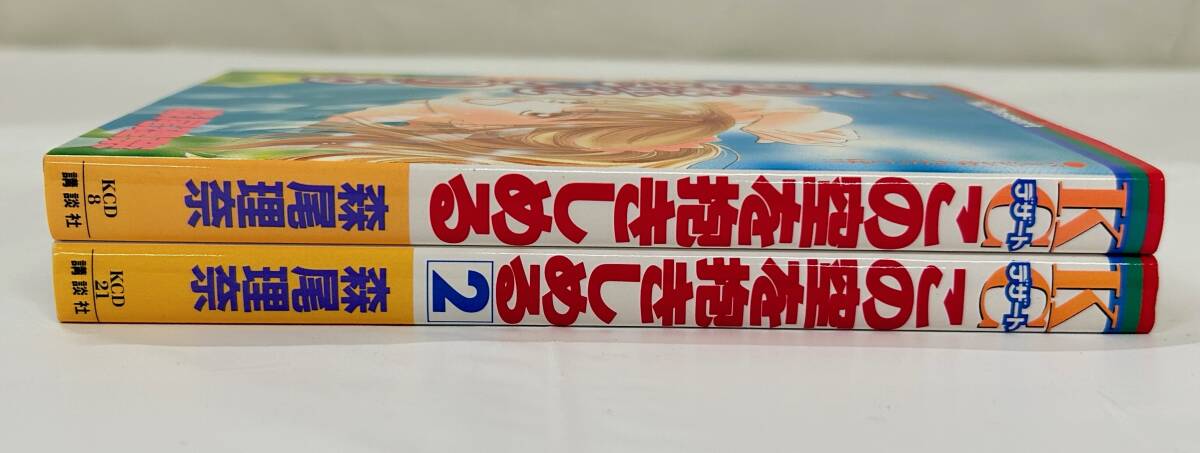 KC
デザート
この空を抱きしめる
森尾理奈
KCD
8
講談社
KC
デザート
この空を抱きしめる
2
森尾理奈
KCD
21
講談社